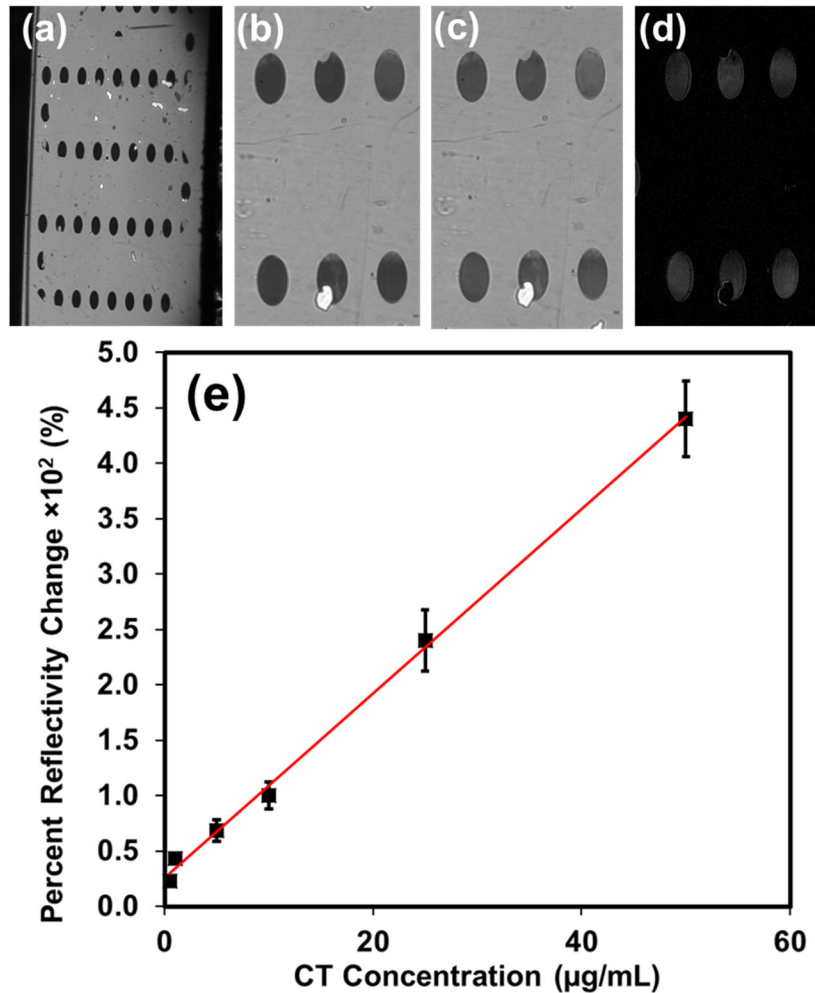 (a)
(b)
(c)
(d)
(e)
Percent Reflectivity Change ×10² (%)
5.0
4.5
4.0
3.5
3.0
2.5
2.0
1.5
1.0
0.5
0.0
0
20
40
60
CT Concentration (μg/mL)